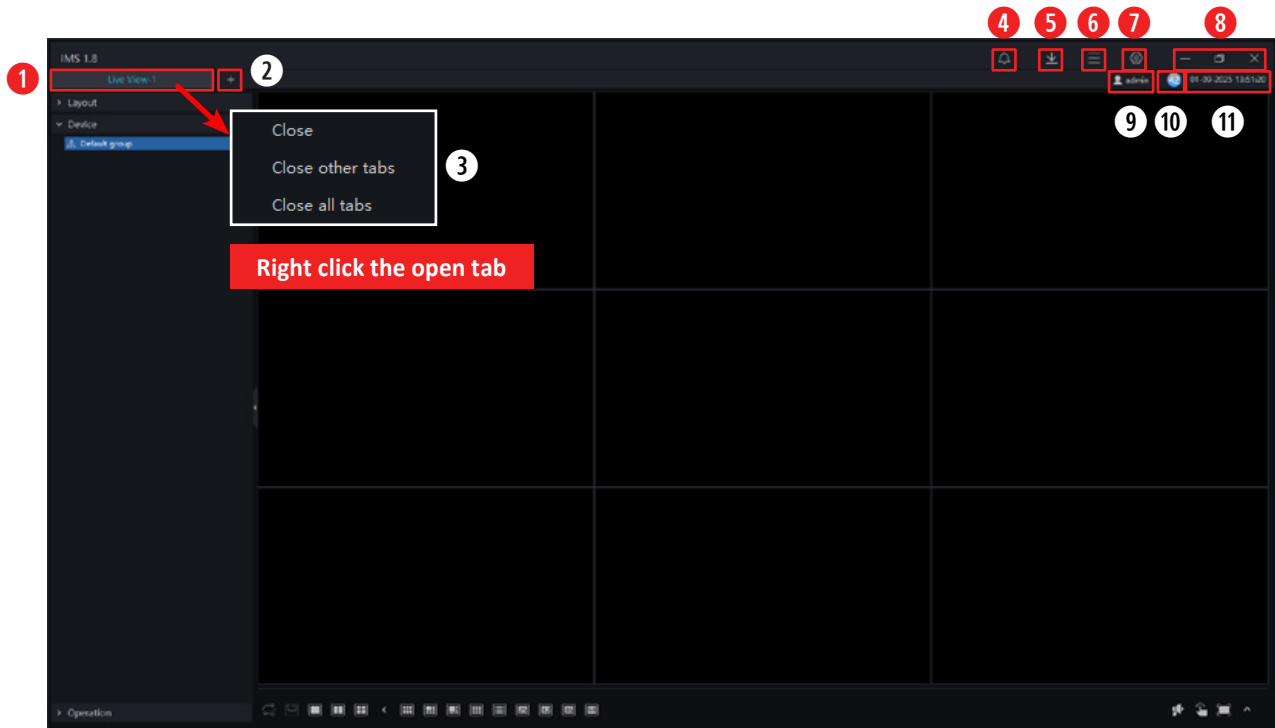 4 5 6 7 8
IMS 1.8
1 Live View-1 + 2
admin 01-09-2025 13:51:20
9 10 11
Layout
Device
Default group
Close
Close other tabs 3
Close all tabs
Right click the open tab
Operation